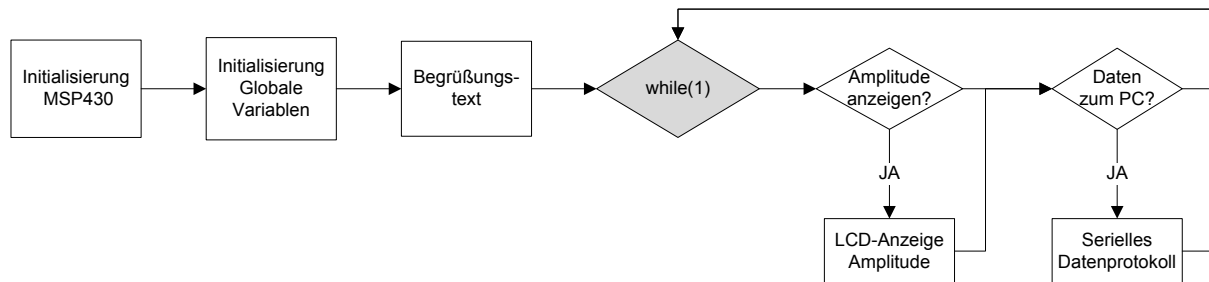 Initialisierung
MSP430
Initialisierung
Globale
Variablen
Begrüßungs-
text
while(1)
Amplitude
anzeigen?
Daten
zum PC?
JA
JA
LCD-Anzeige
Amplitude
Serielles
Datenprotokoll